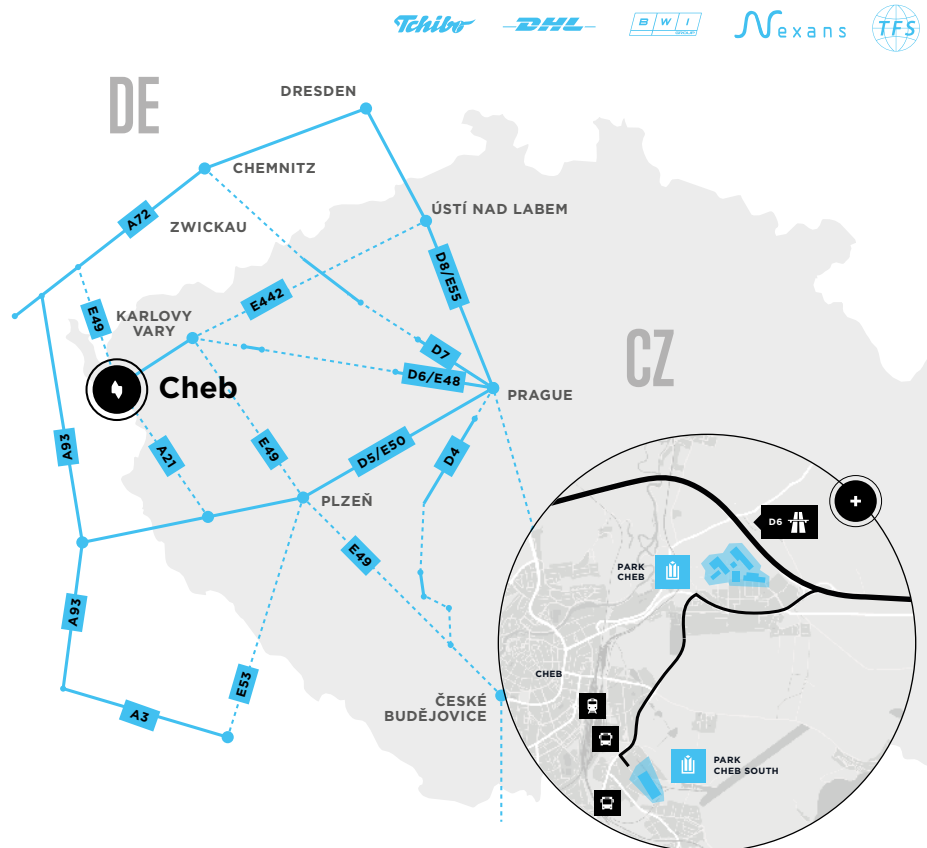 Tchibo
DHL
BWI
GROUP
Nexans
TFS
DE
DRESDEN
CHEMNITZ
ÚSTÍ NAD LABEM
A72
ZWICKAU
D8/E55
E442
E49
KARLOVY
VARY
CZ
D7
D6/E48
Cheb
PRAGUE
A93
A21
E49
D5/E50
D4
PLZEŇ
D6
E49
PARK
CHEB
A93
CHEB
E53
ČESKÉ
BUDĚJOVICE
A3
PARK
CHEB SOUTH